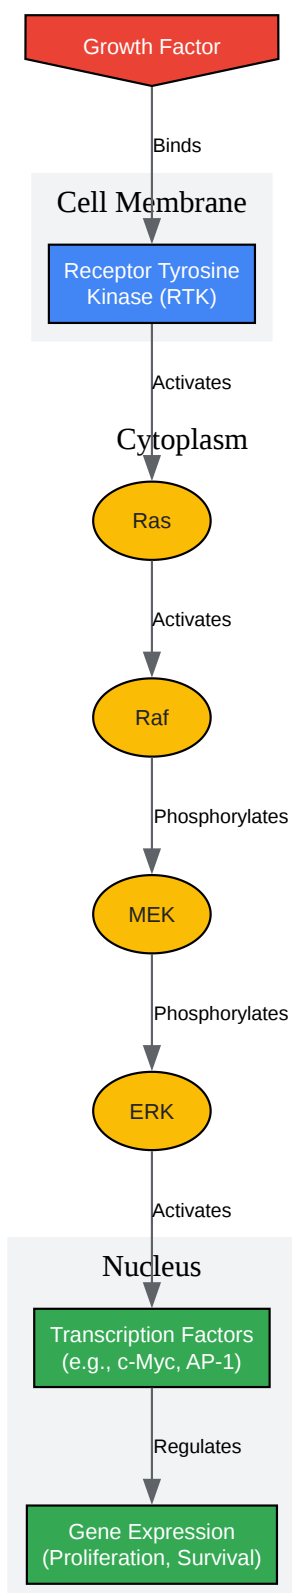 Growth Factor
Binds
Cell Membrane
Receptor Tyrosine
Kinase (RTK)
Activates
Cytoplasm
Ras
Activates
Raf
Phosphorylates
MEK
Phosphorylates
ERK
Activates
Nucleus
Transcription Factors
(e.g., c-Myc, AP-1)
Regulates
Gene Expression
(Proliferation, Survival)